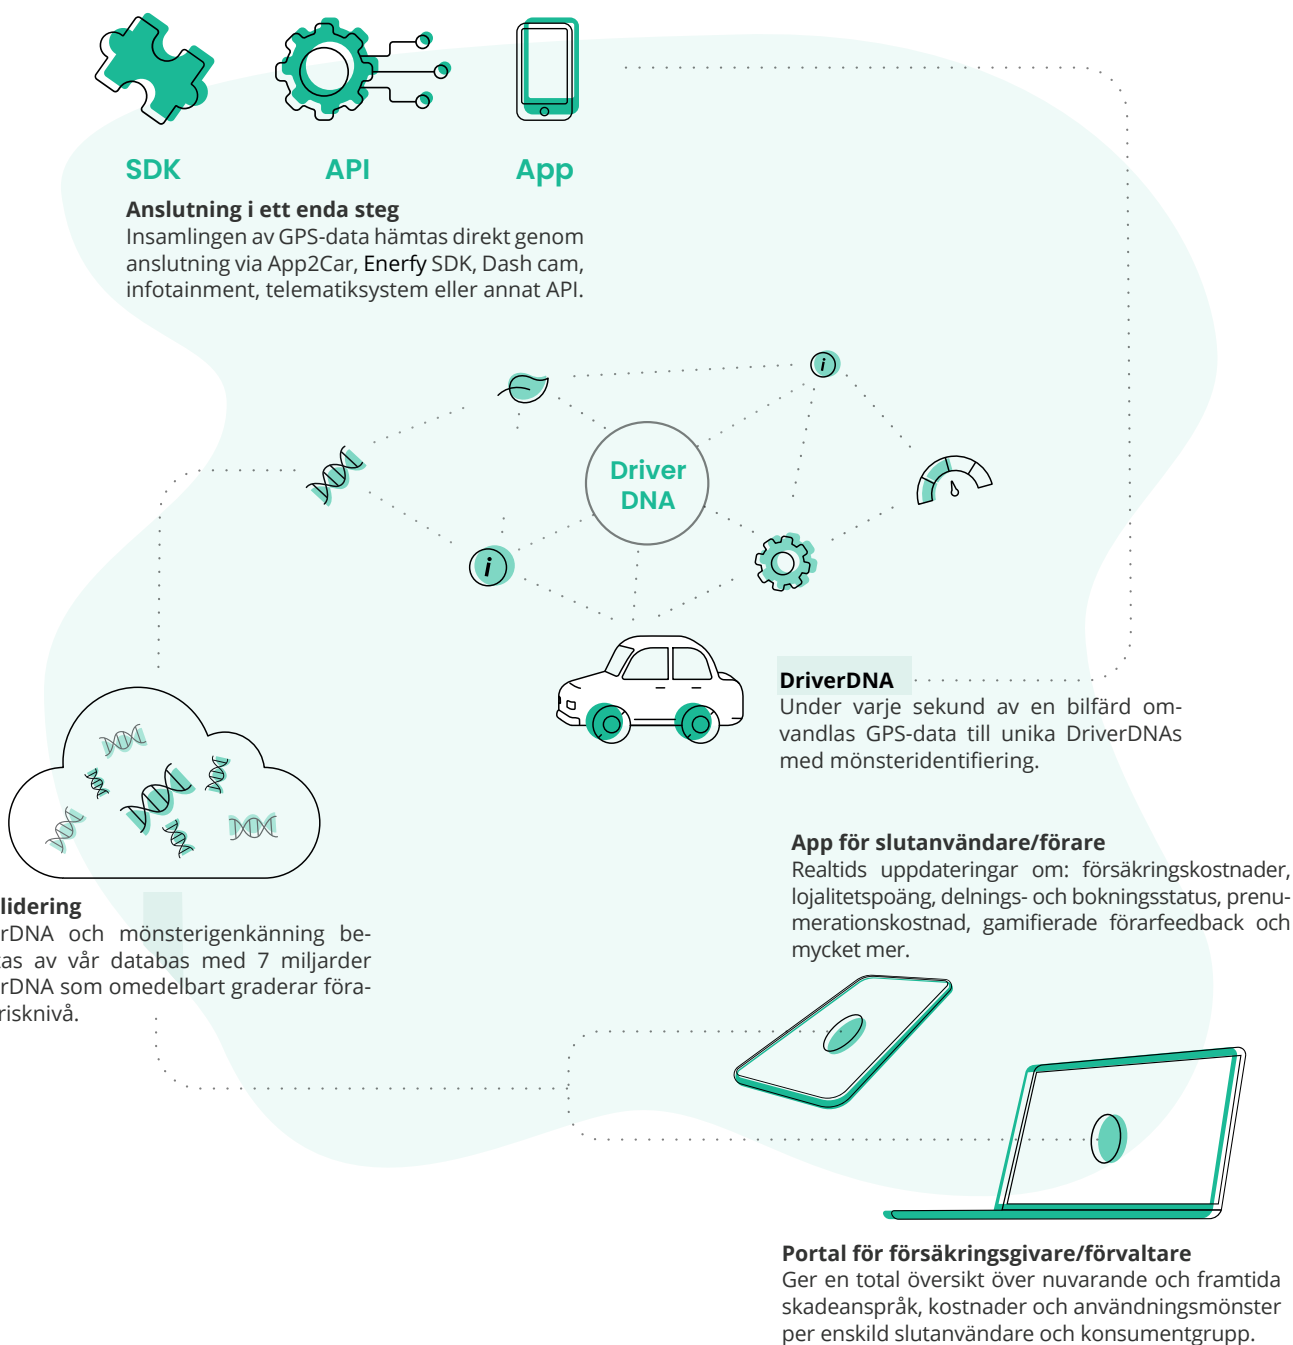 SDK
API
App
Anslutning i ett enda steg
Insamlingen av GPS-data hämtas direkt genom
anslutning via App2Car, Enerfy SDK, Dash cam,
infotainment, telematiksystem eller annat API.
i
Driver
DNA
i
DriverDNA
Under varje sekund av en bilfärd om-
vandlas GPS-data till unika DriverDNAs
med mönsteridentifiering.
App för slutanvändare/förare
Realtids uppdateringar om: försäkringskostnader,
lojalitetspoäng, delnings- och bokningsstatus, prenu-
merationskostnad, gamifierade förarfeedback och
mycket mer.
lidering
rDNA och mönsterigenkänning be-
as av vår databas med 7 miljarder
rDNA som omedelbart graderar föra-
risknivå.
Portal för försäkringsgivare/förvaltare
Ger en total översikt över nuvarande och framtida
skadeanspråk, kostnader och användningsmönster
per enskild slutanvändare och konsumentgrupp.